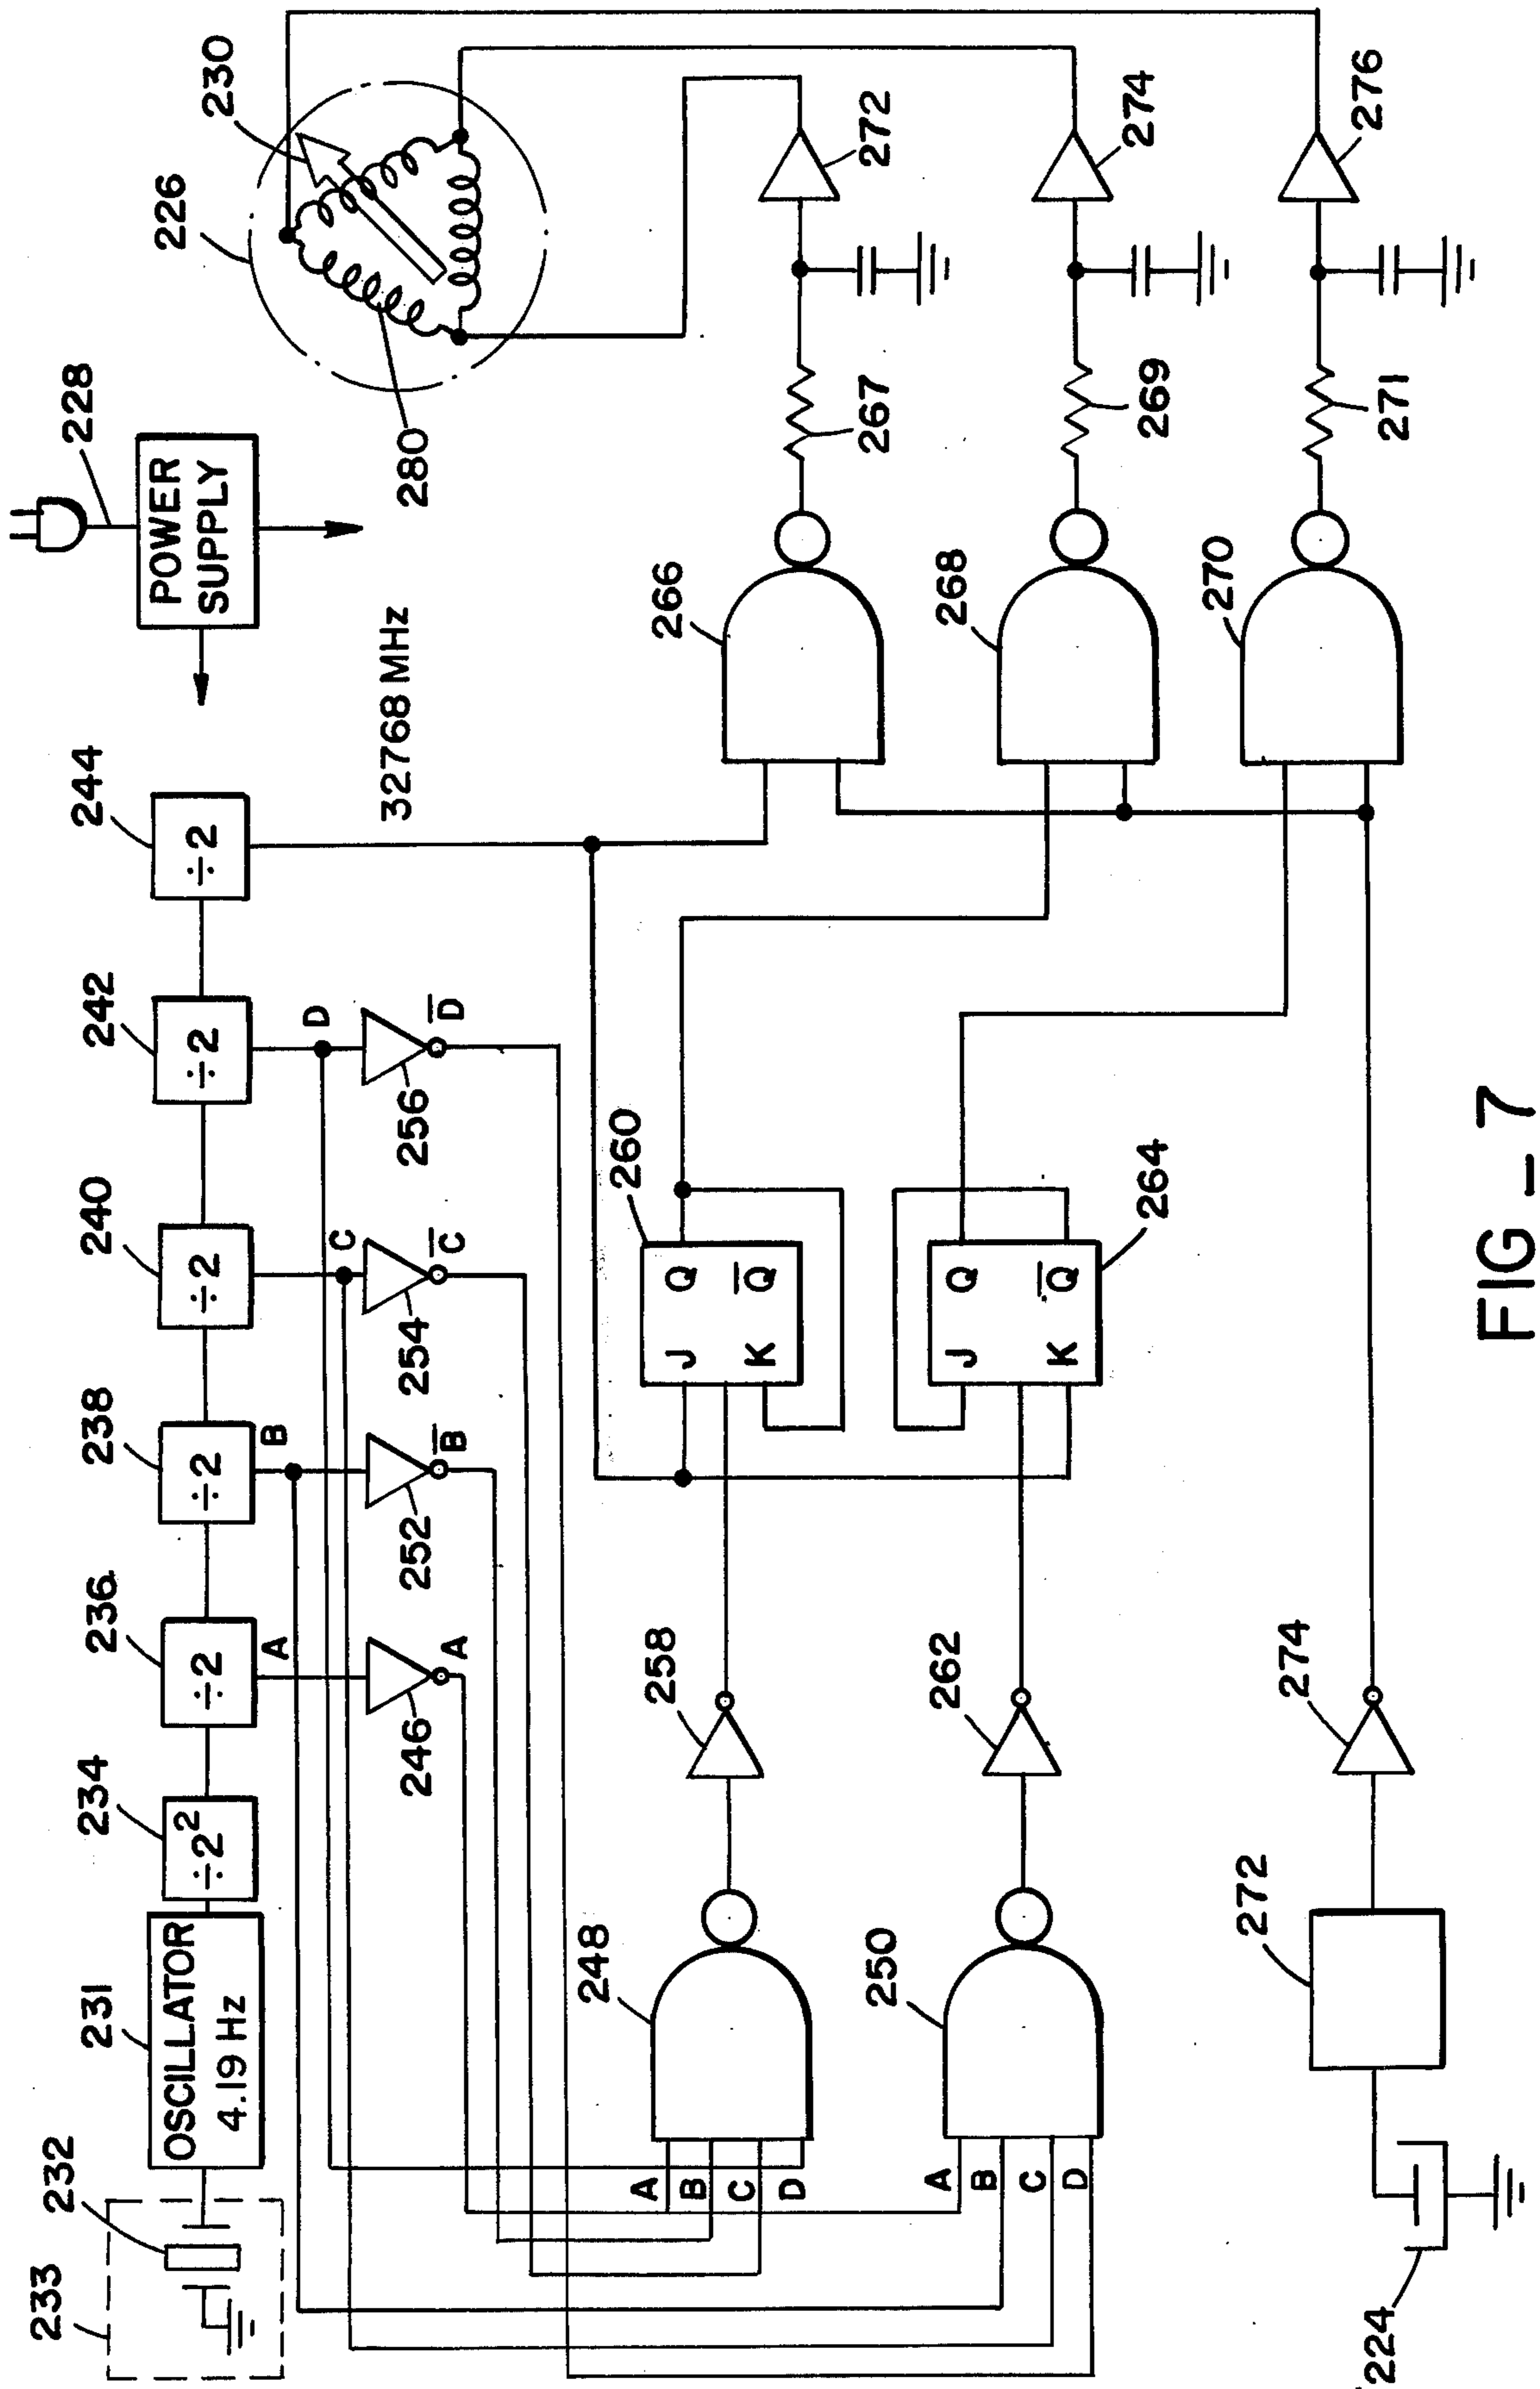 233
232
231
234
236
238
240
242
244
228
226
230
OSCILLATOR
4.19 Hz
÷2²
÷2
÷2
÷2
÷2
÷2
POWER
SUPPLY
A
B
C
D
246
252
254
256
A
B̅
C̅
D̅
32768 MHz
280
248
258
260
266
A
B
C
D
J
Q
K
Q̅
267
272
250
262
268
A
B
C
D
J
Q
K
Q̅
264
269
274
224
272
274
270
271
276
FIG_7